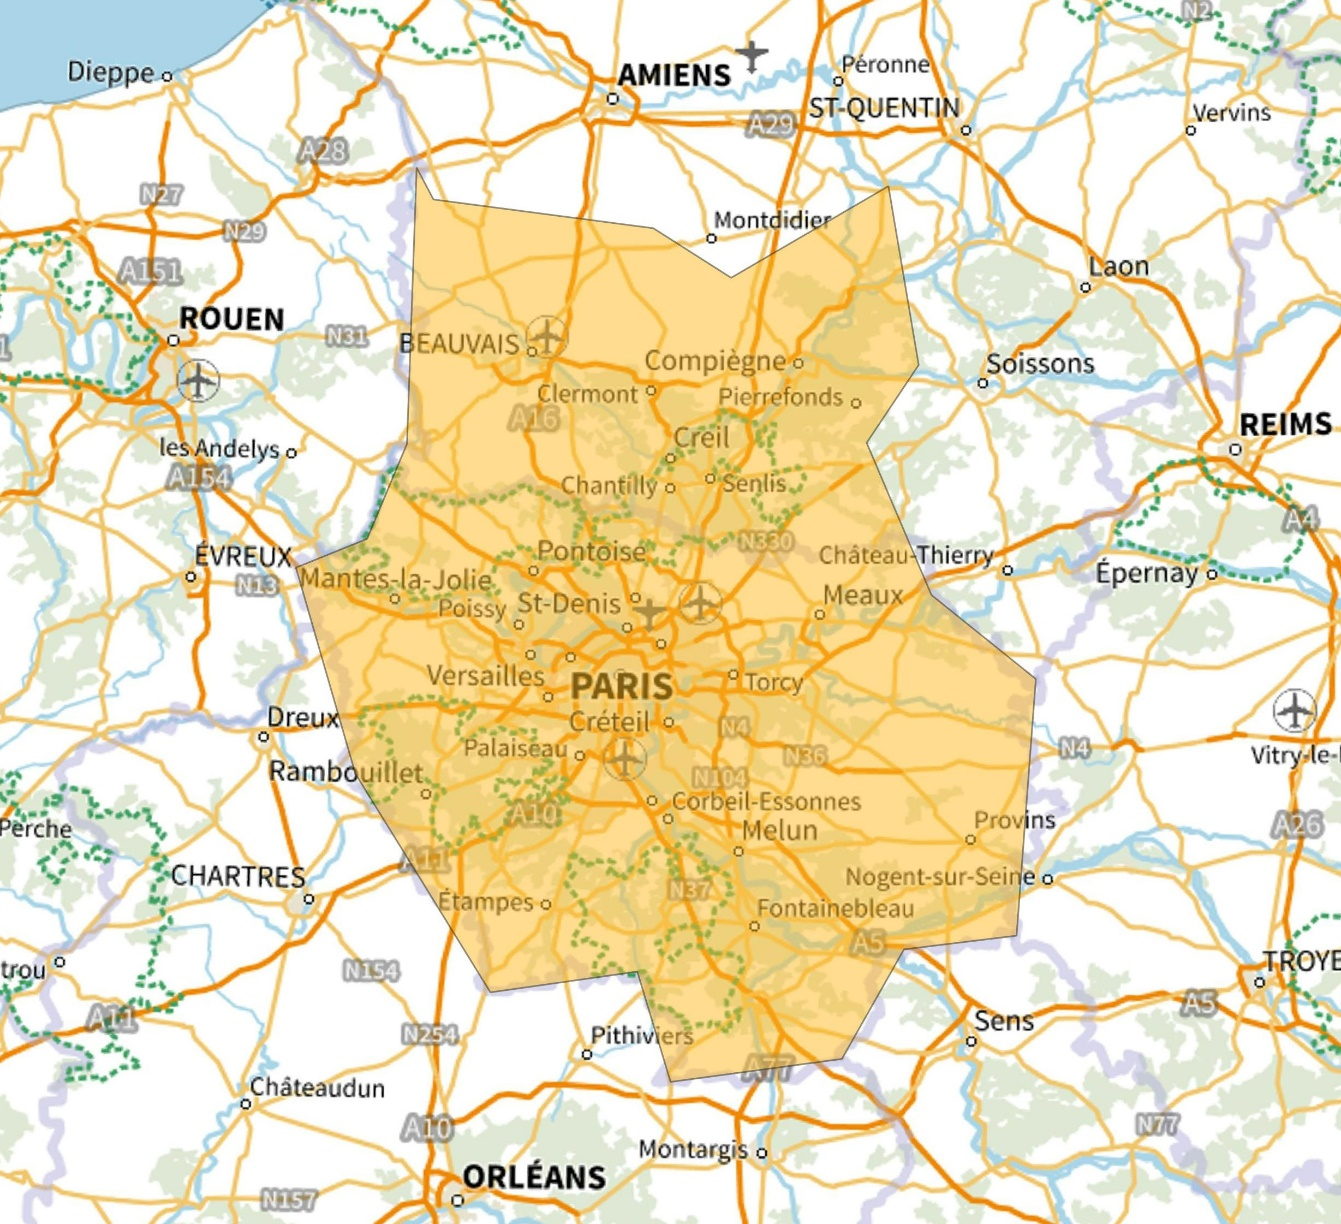 N2
Dieppe
AMIENS
Péronne
ST-QUENTIN
Vervins
A29
A28
N27
N29
Montdidier
A151
Laon
ROUEN
N31
BEAUVAIS
Compiègne
Soissons
Clermont
Pierrefonds
A16
REIMS
Creil
les Andelys
A154
Chantilly
Senlis
A4
N330
ÉVREUX
Pontoise
Château-Thierry
Épernay
N13
Mantes-la-Jolie
Poissy
St-Denis
Meaux
Versailles
PARIS
Torcy
Dreux
Créteil
N4
N4
Palaiseau
N36
Vitry-le-
Rambouillet
N104
Corbeil-Essonnes
A10
Perche
Melun
Provins
A26
A11
CHARTRES
Nogent-sur-Seine
N37
Étampes
Fontainebleau
A5
trou
N154
TROYE
A11
N254
Pithiviers
Sens
A5
A77
Châteaudun
A10
N77
Montargis
ORLÉANS
N157